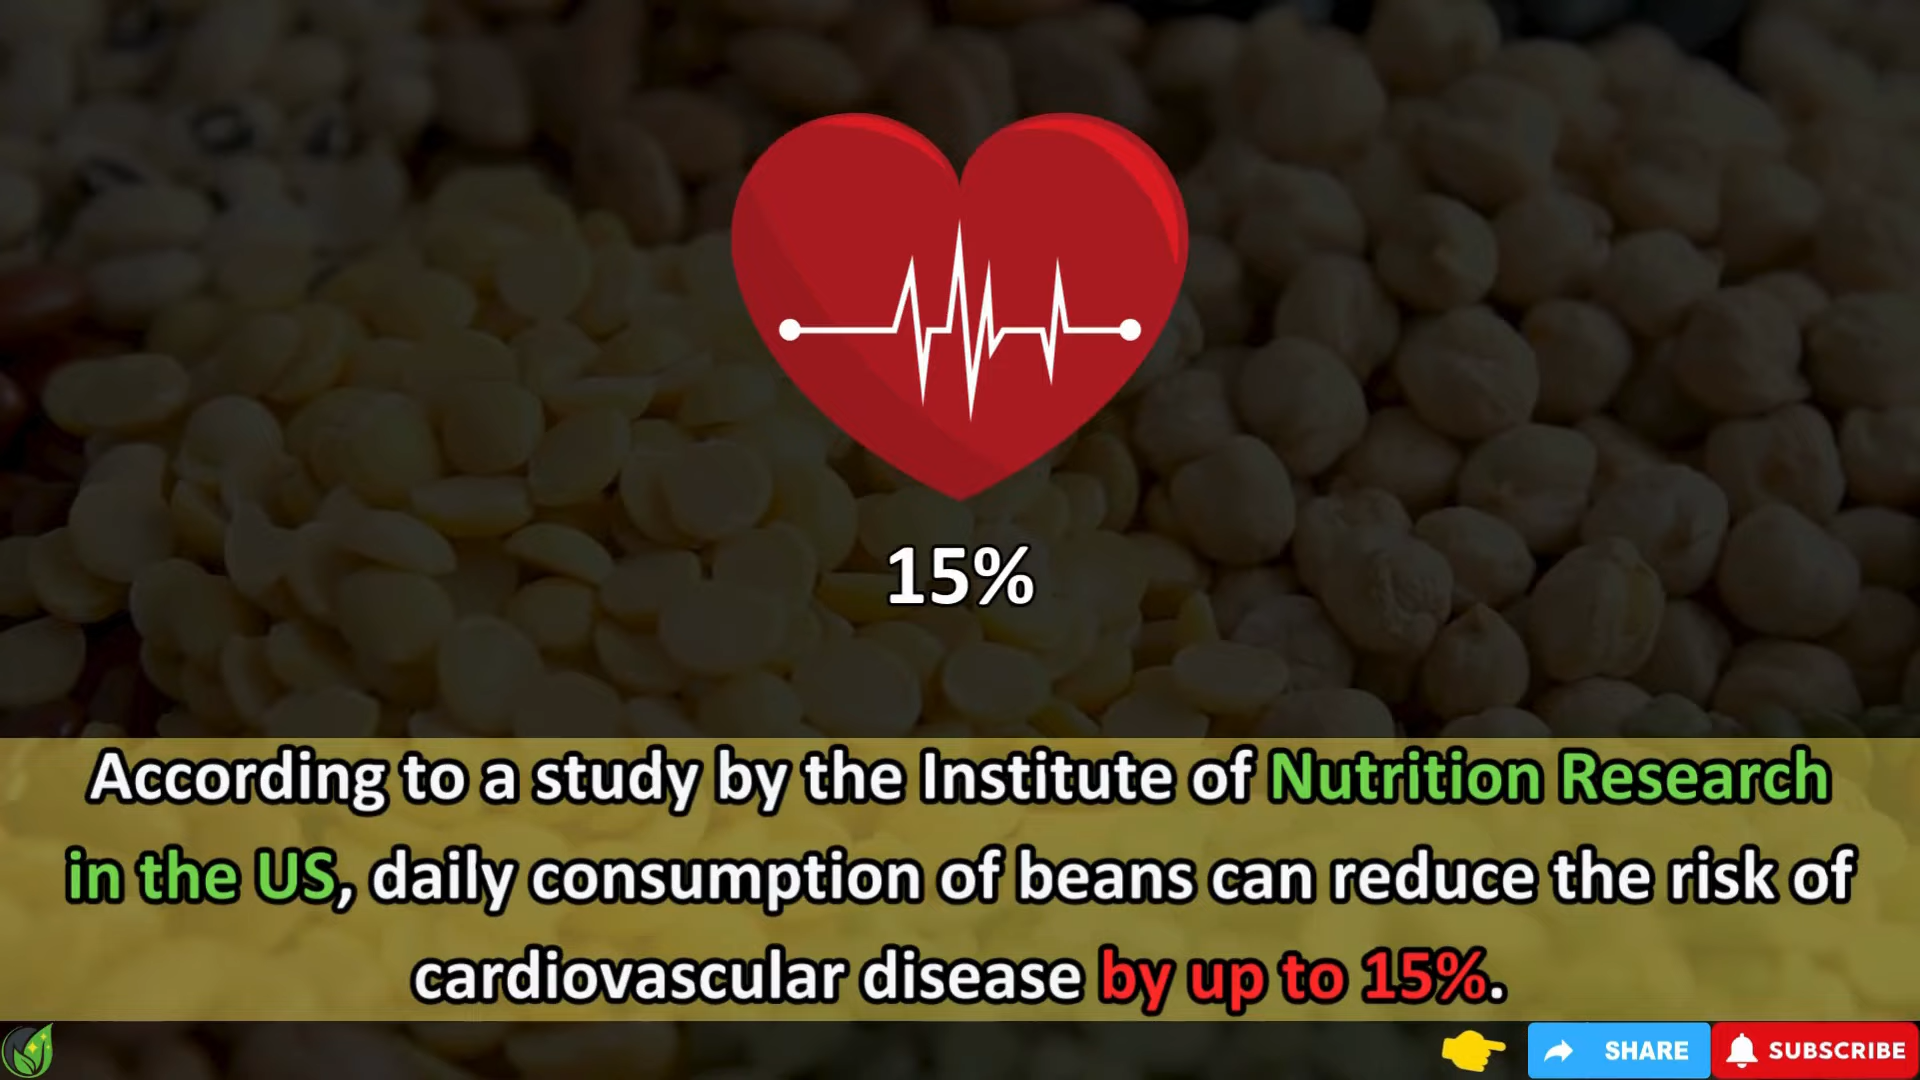 15%
According to a study by the Institute of Nutrition Research
in the US, daily consumption of beans can reduce the risk of
cardiovascular disease by up to 15%.
SHARE
SUBSCRIBE